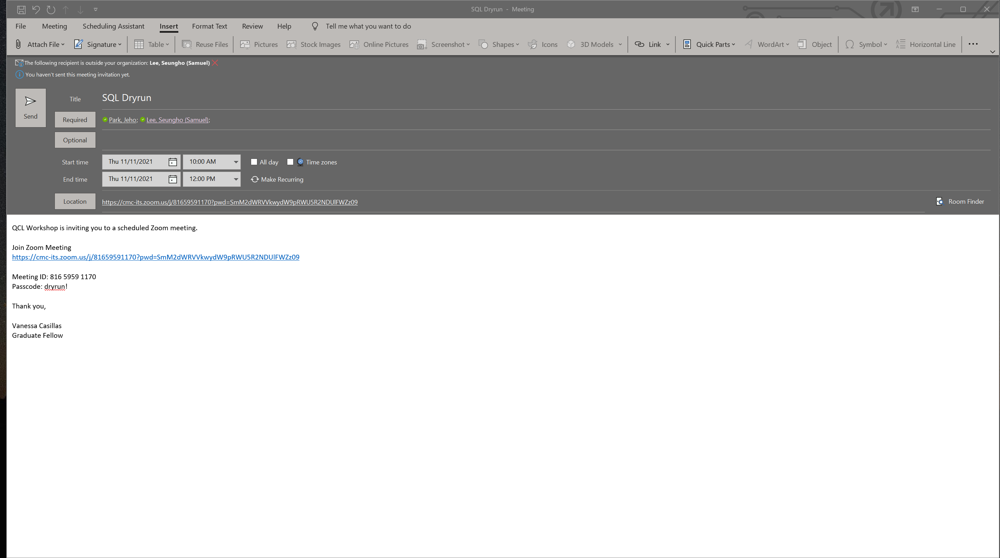 SQL Dryrun - Meeting
File Meeting Scheduling Assistant Insert Format Text Review Help Tell me what you want to do
Attach File Signature Table Reuse Files Pictures Stock Images Online Pictures Screenshot Shapes Icons 3D Models Link Quick Parts WordArt Object Symbol Horizontal Line
The following recipient is outside your organization: Lee, Seungho (Samuel)
You haven't sent this meeting invitation yet.
Send
Title SQL Dryrun
Required Park, Jeho; Lee, Seungho (Samuel);
Optional
Start time Thu 11/11/2021 10:00 AM All day Time zones
End time Thu 11/11/2021 12:00 PM Make Recurring
Location https://cmc-its.zoom.us/j/81659591170?pwd=SmM2dWRVVkwydW9pRWU5R2NDUlFWZz09 Room Finder
QCL Workshop is inviting you to a scheduled Zoom meeting.
Join Zoom Meeting
https://cmc-its.zoom.us/j/81659591170?pwd=SmM2dWRVVkwydW9pRWU5R2NDUlFWZz09
Meeting ID: 816 5959 1170
Passcode: dryrun!
Thank you,
Vanessa Casillas
Graduate Fellow